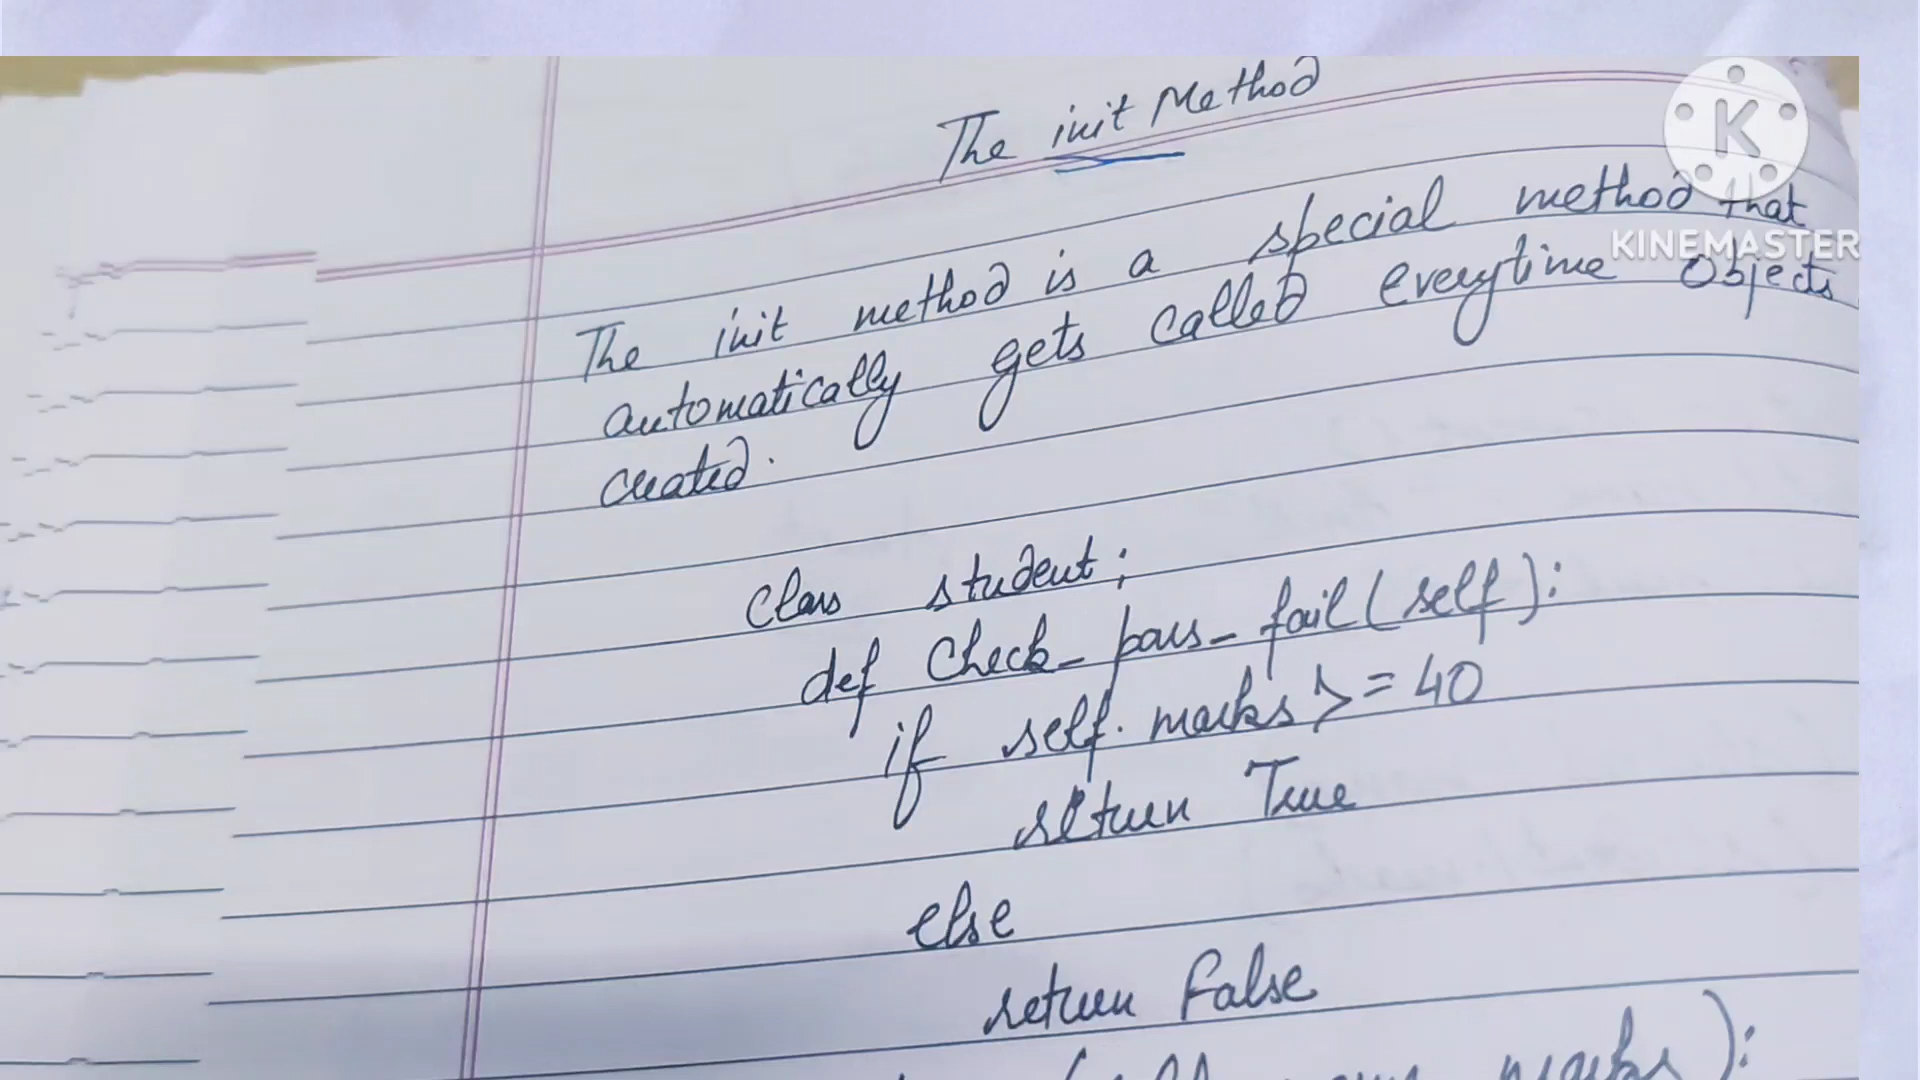 The init Method
The init method is a special method that
automatically gets called everytime objects
created.
class student:
def check_pass_fail(self):
if self.marks >= 40
return True
else
return False
marks):
KINEMASTER